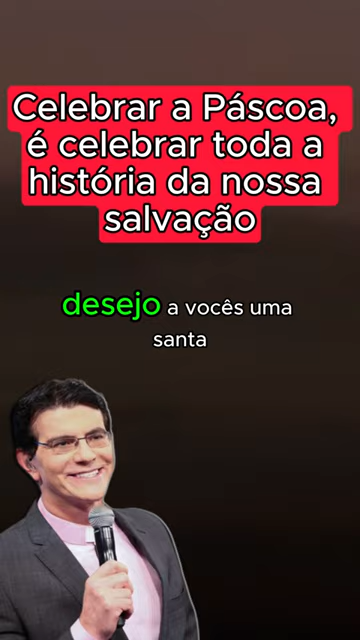 Celebrar a Páscoa,
é celebrar toda a
história da nossa
salvação
desejo a vocês uma
santa